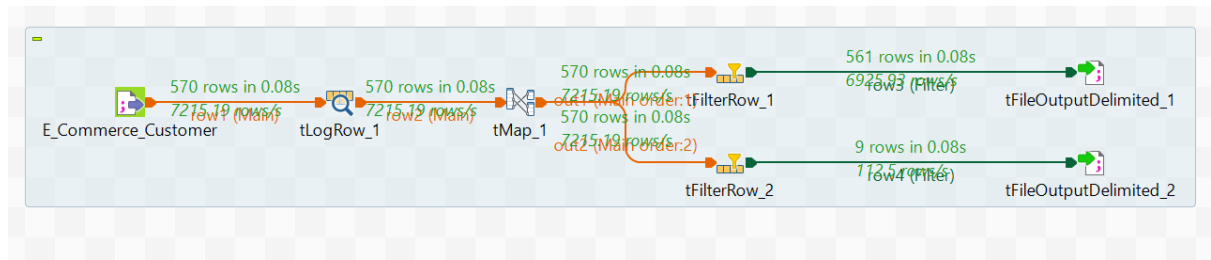 570 rows in 0.08s
7215.19 rows/s
row1 (Main)
E_Commerce_Customer
570 rows in 0.08s
7215.19 rows/s
row2 (Main)
tLogRow_1
tMap_1
570 rows in 0.08s
7215.19 rows/s
out1 (Main order:1)
tFilterRow_1
561 rows in 0.08s
6925.93 rows/s
row3 (Filter)
tFileOutputDelimited_1
570 rows in 0.08s
7215.19 rows/s
out2 (Main order:2)
tFilterRow_2
9 rows in 0.08s
112.5 rows/s
row4 (Filter)
tFileOutputDelimited_2